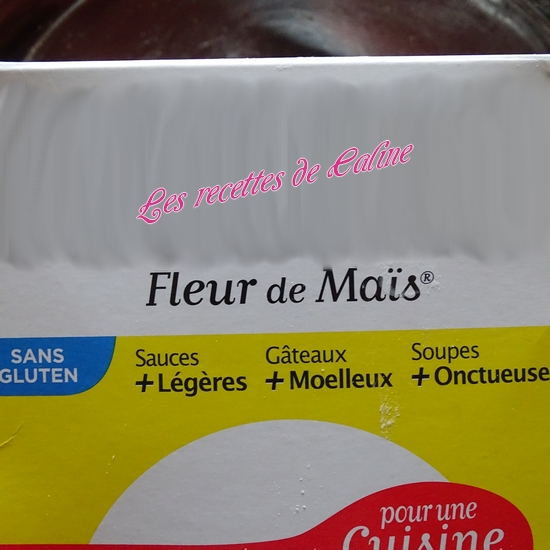 Les recettes de Caline
Fleur de Maïs®
SANS
GLUTEN
Sauces
+Légères
Gâteaux
+Moelleux
Soupes
+Onctueuse
pour une
Cuisine